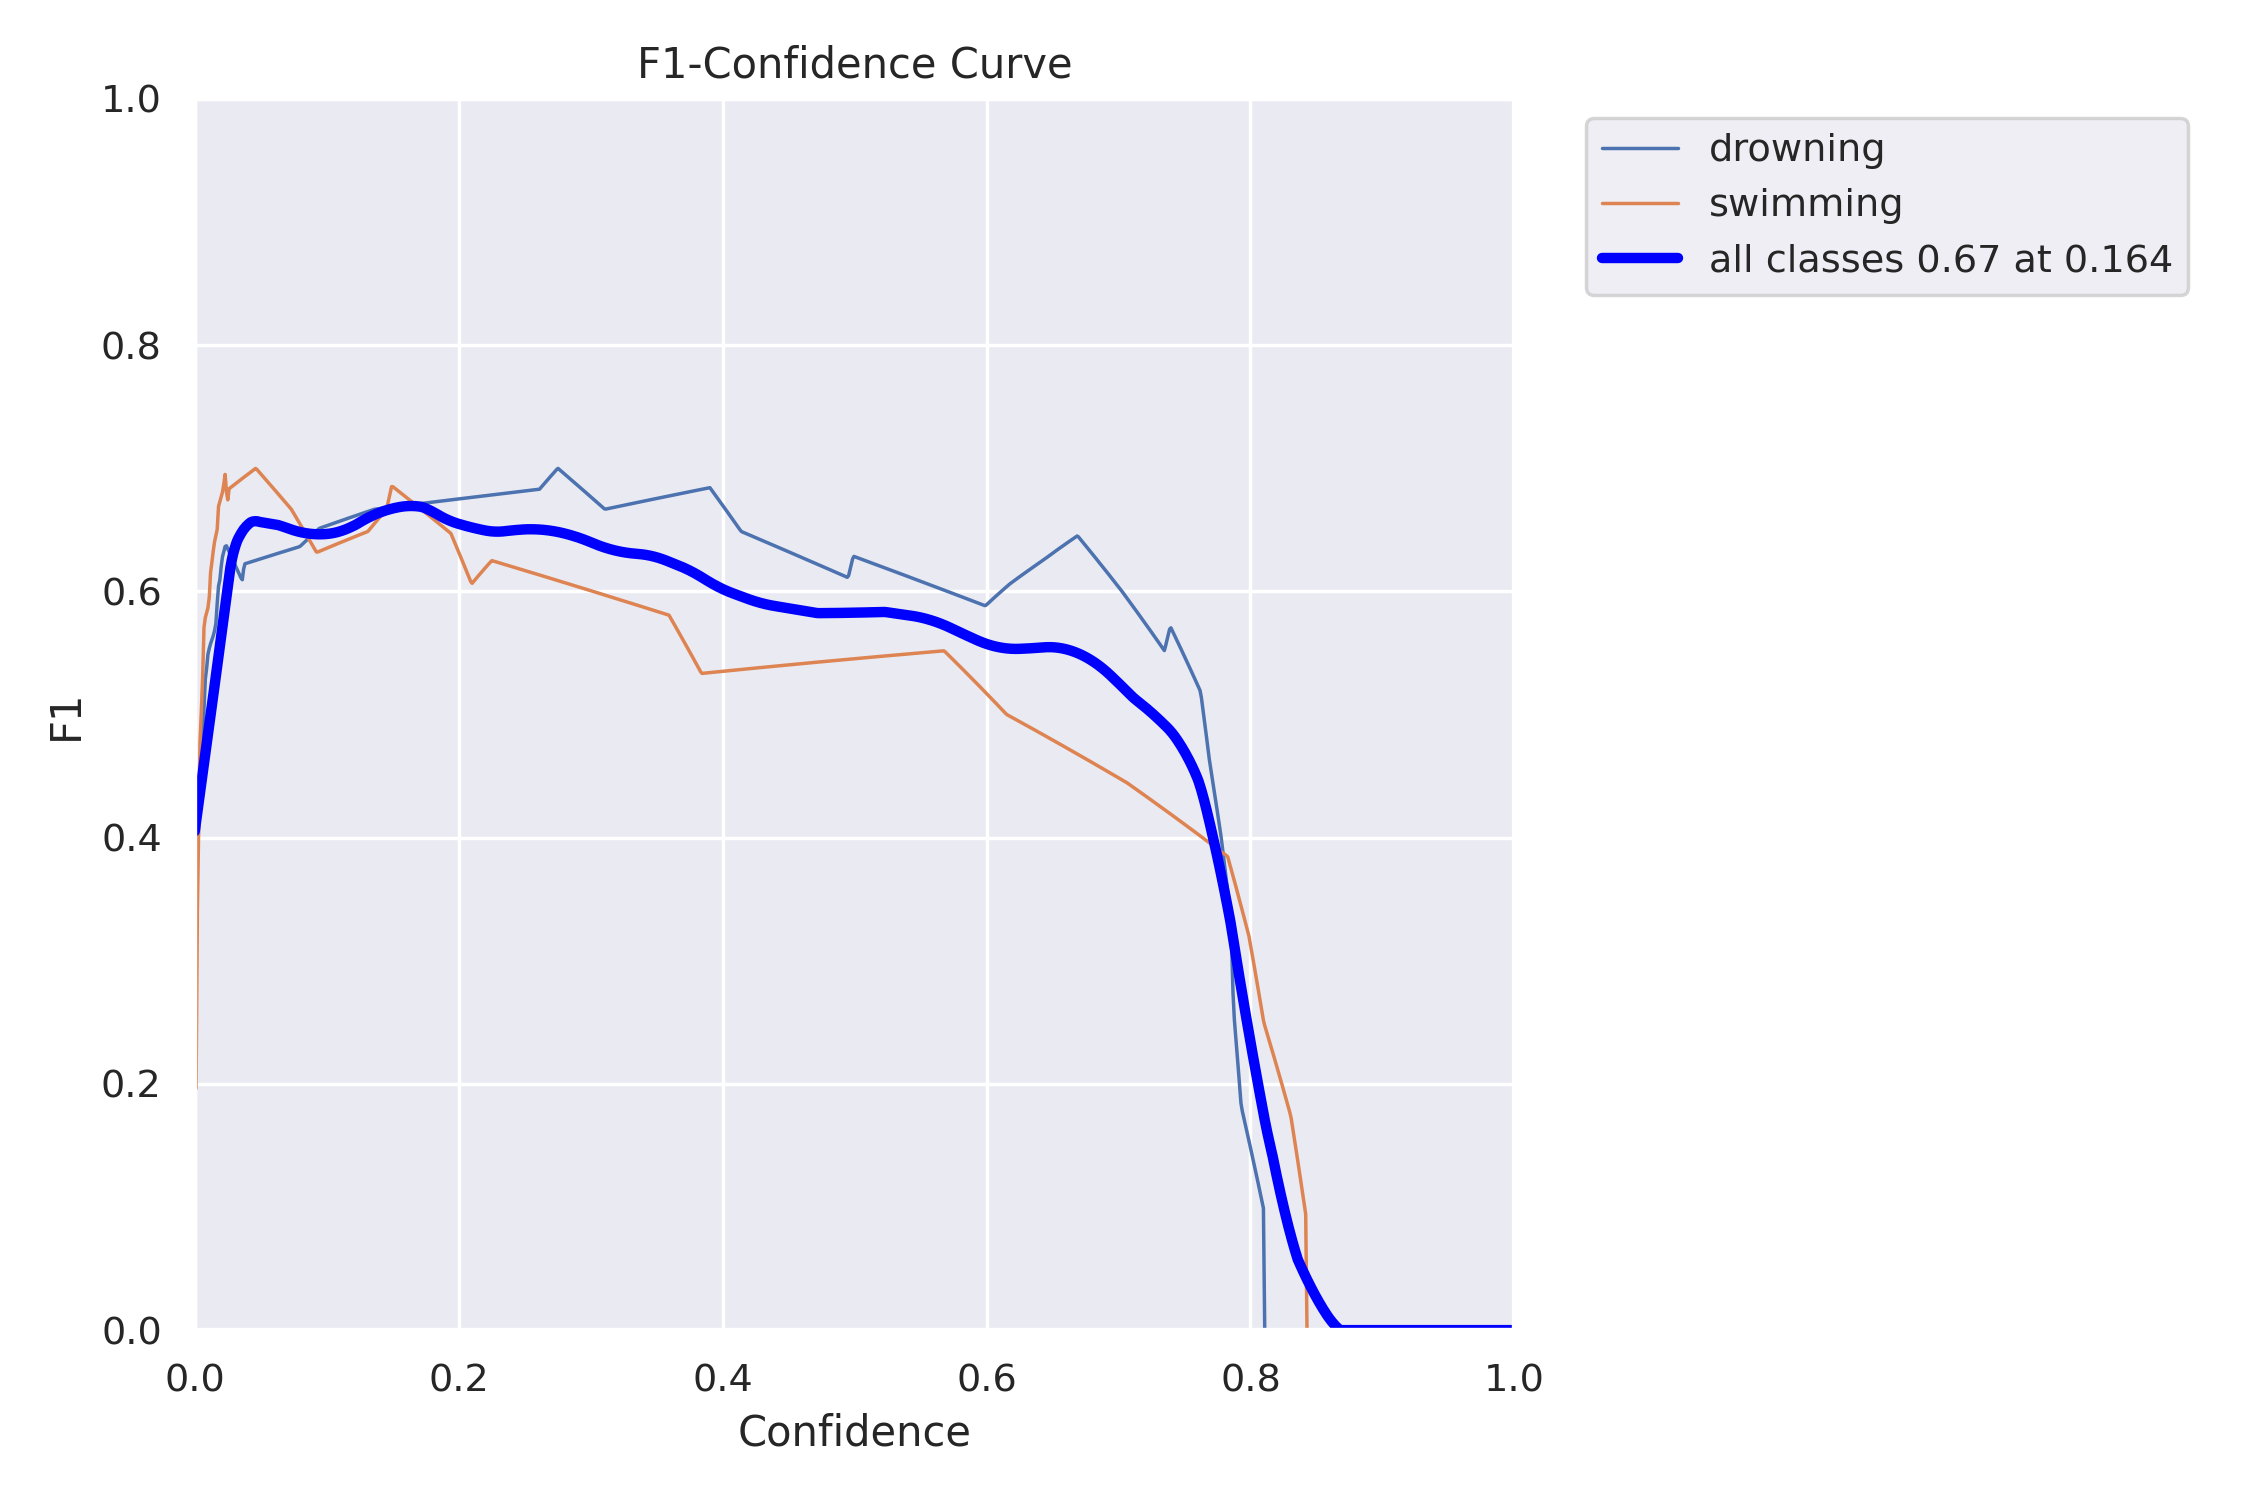 F1-Confidence Curve
1.0
0.8
0.6
0.4
0.2
0.0
F1
0.0 0.2 0.4 0.6 0.8 1.0
Confidence
drowning
swimming
all classes 0.67 at 0.164